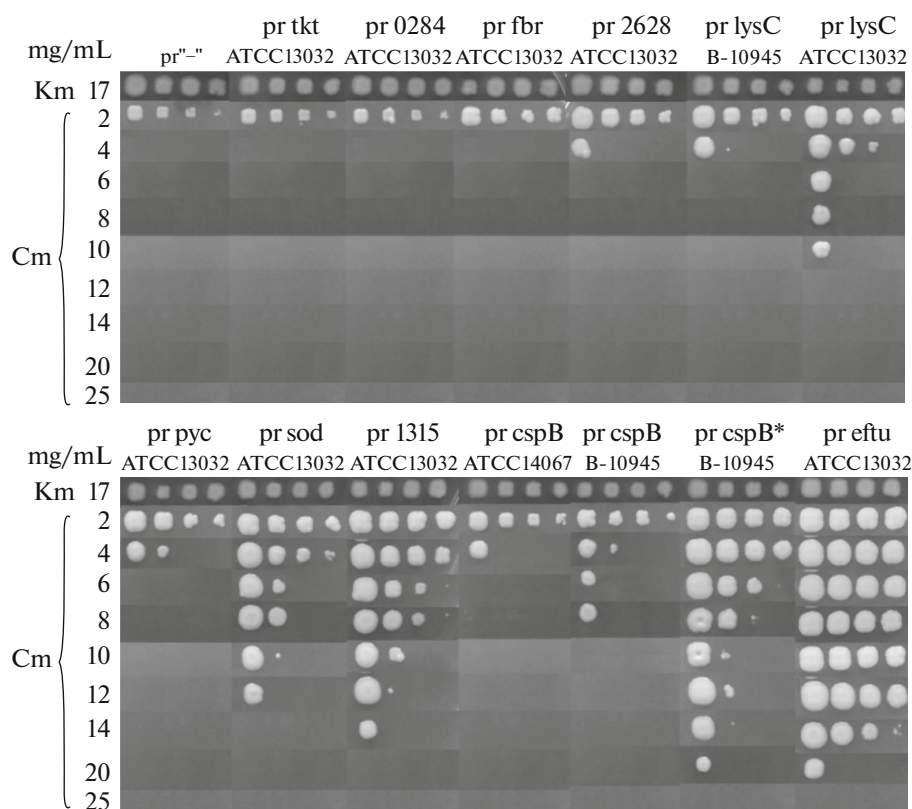 pr tkt pr 0284 pr fbr pr 2628 pr lysC pr lysC
mg/mL pr"–" ATCC13032 ATCC13032 ATCC13032 ATCC13032 B-10945 ATCC13032
Km 17
2
4
6
8
Cm 10
12
14
20
25
pr pyc pr sod pr 1315 pr cspB pr cspB pr cspB* pr eftu
mg/mL ATCC13032 ATCC13032 ATCC13032 ATCC14067 B-10945 B-10945 ATCC13032
Km 17
2
4
6
8
Cm 10
12
14
20
25